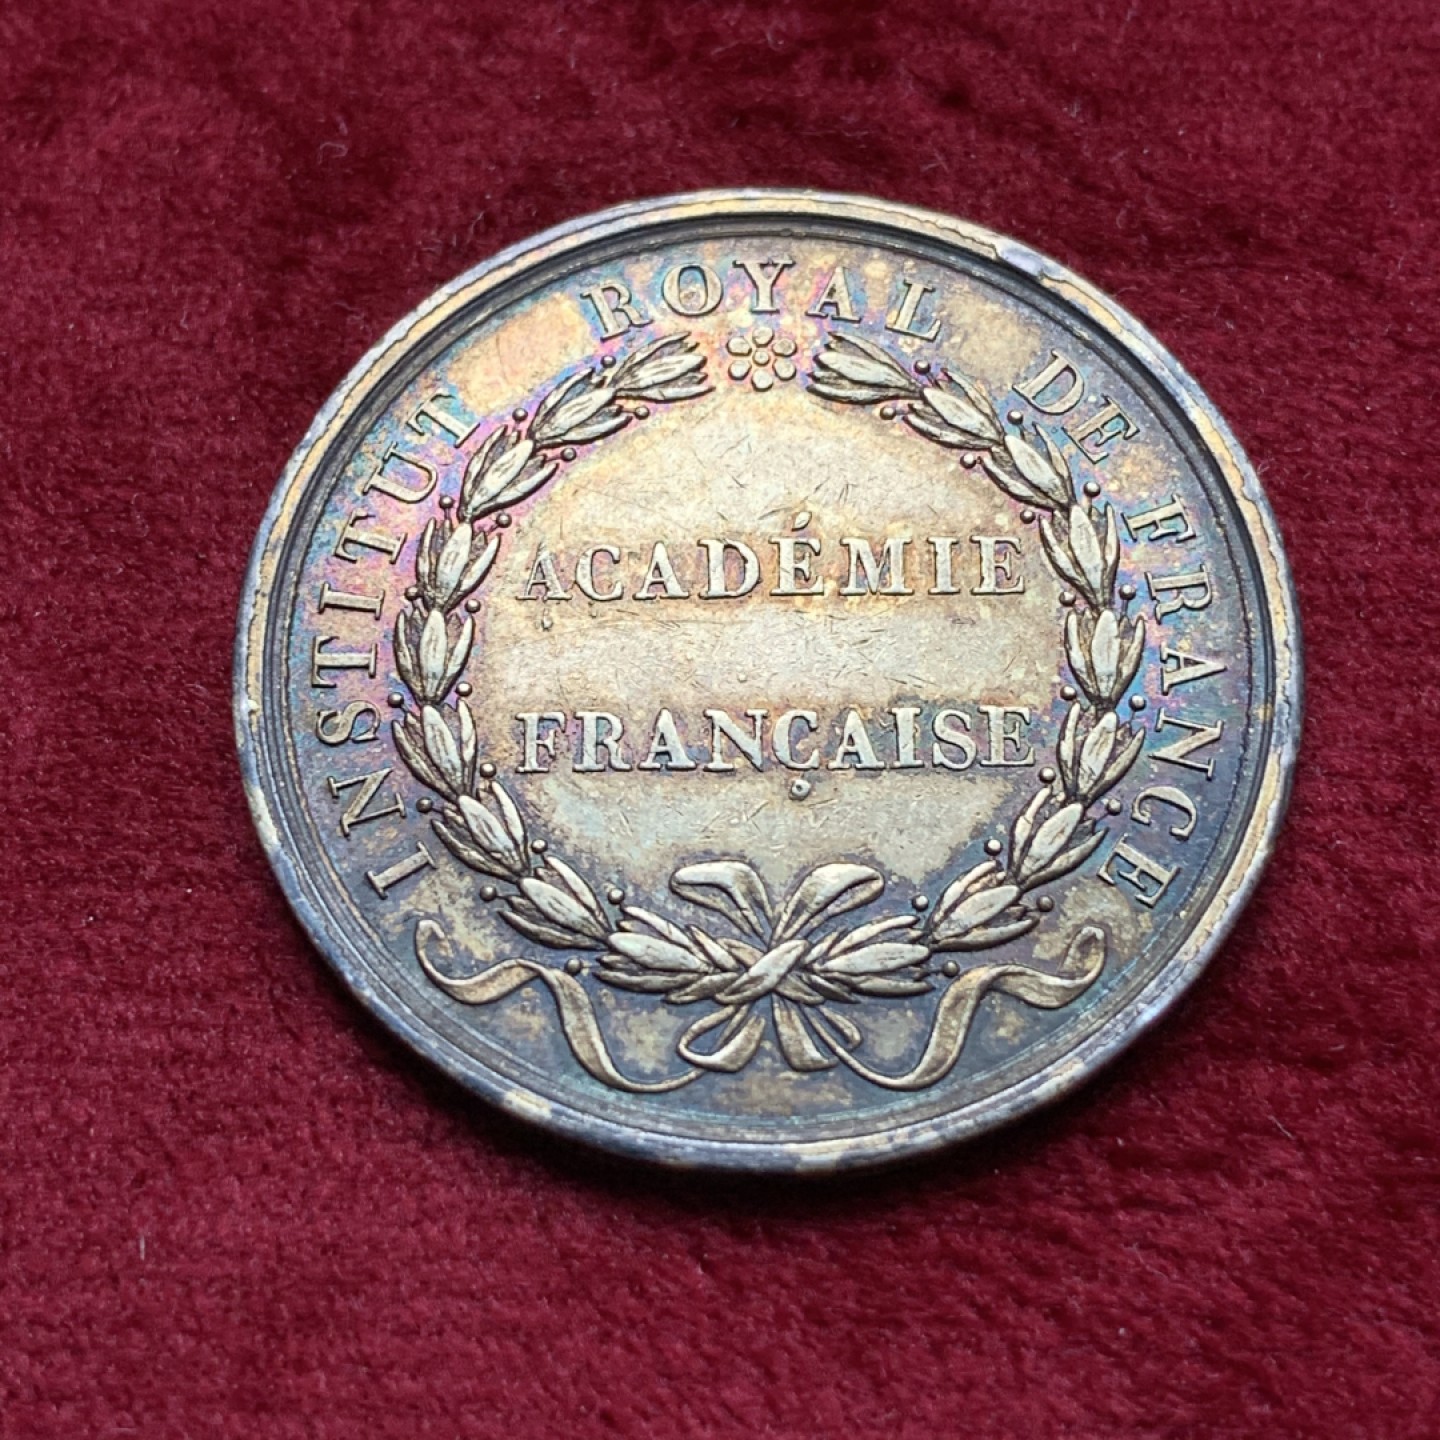 INSTITUT ROYAL DE FRANCE
ACADÉMIE
FRANÇAISE